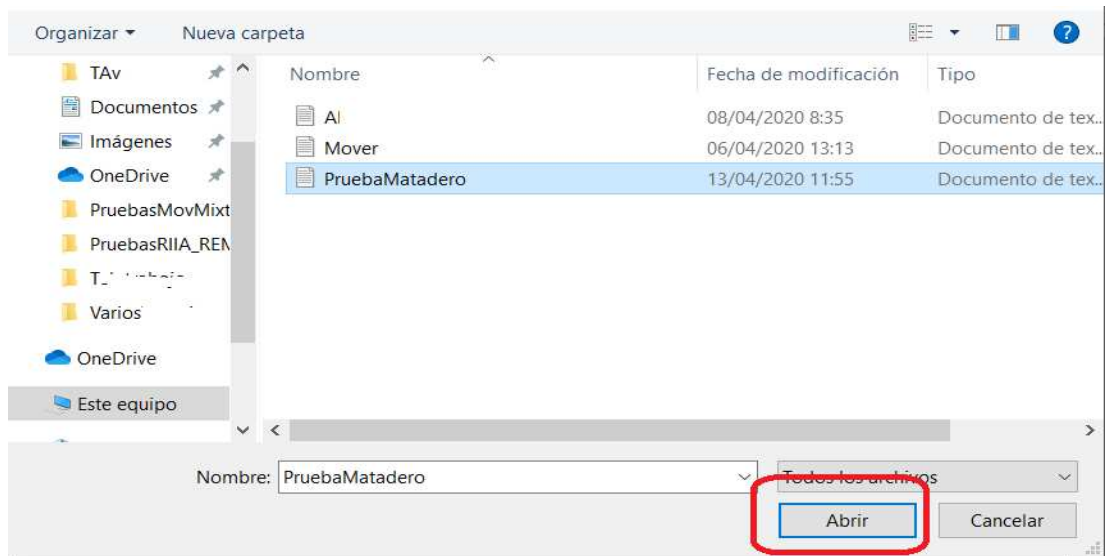 Organizar Nueva carpeta
TAv
Documentos
Imágenes
OneDrive
PruebasMovMixt
PruebasRIIA_REM
Varios
OneDrive
Este equipo
Nombre Fecha de modificación Tipo
Al 08/04/2020 8:35 Documento de tex...
Mover 06/04/2020 13:13 Documento de tex...
PruebaMatadero 13/04/2020 11:55 Documento de tex...
Nombre: PruebaMatadero Todos los archivos
Abrir Cancelar